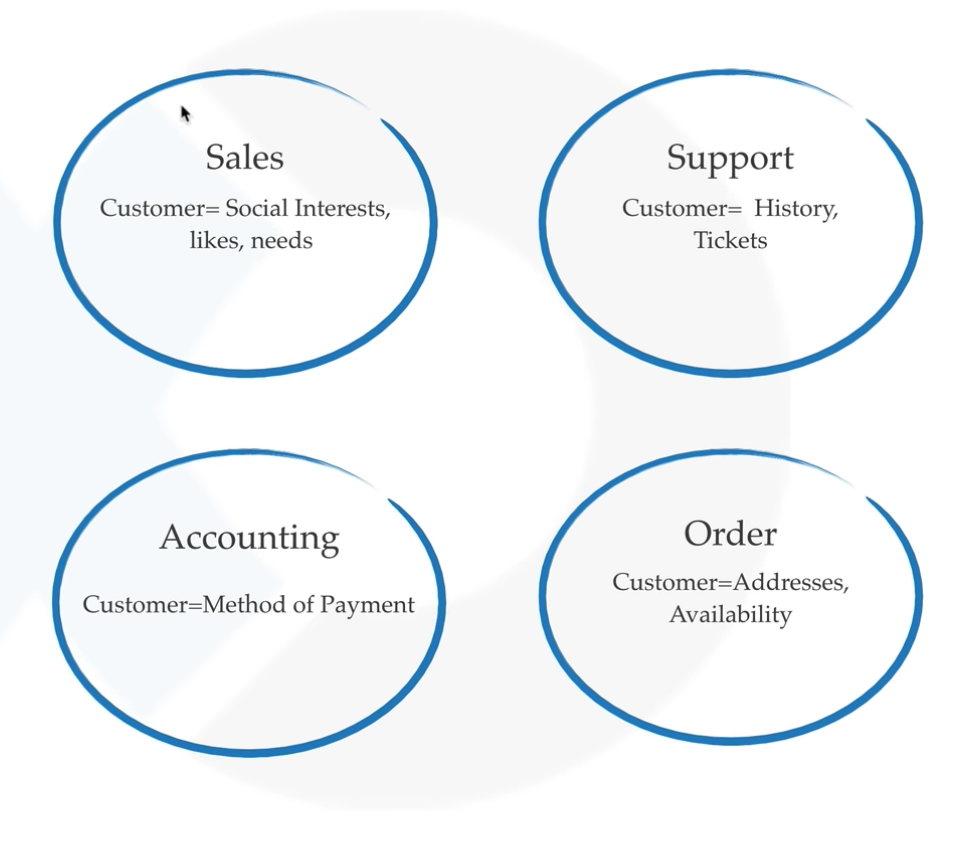 Sales
Customer= Social Interests,
likes, needs
Support
Customer=  History,
Tickets
Accounting
Customer=Method of Payment
Order
Customer=Addresses,
Availability